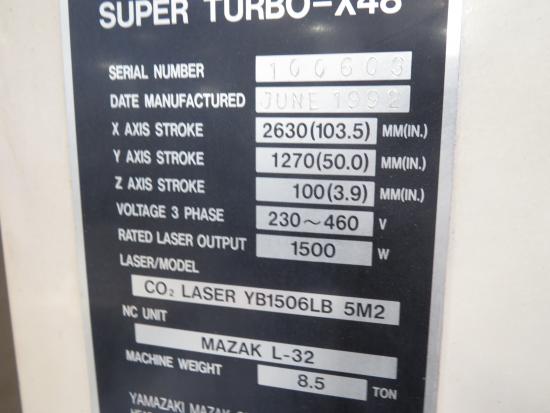 SUPER TURBO-X48
SERIAL NUMBER 100603
DATE MANUFACTURED JUNE 1992
X AXIS STROKE 2630(103.5) MM(IN.)
Y AXIS STROKE 1270(50.0) MM(IN.)
Z AXIS STROKE 100(3.9) MM(IN.)
VOLTAGE 3 PHASE 230~460 V
RATED LASER OUTPUT 1500 W
LASER/MODEL
CO₂ LASER YB1506LB 5M2
NC UNIT
MAZAK L-32
MACHINE WEIGHT 8.5 TON
YAMAZAKI MAZAK